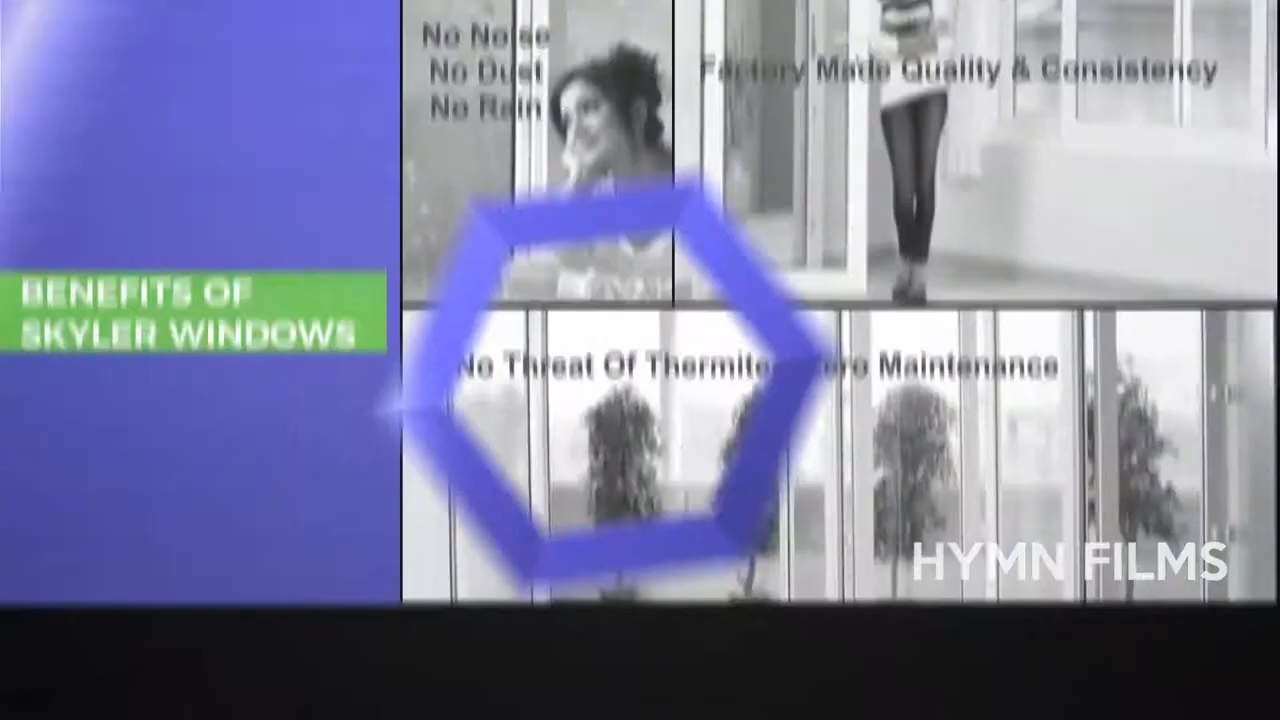 No Noise
No Dust
No Rain
Factory Made Quality & Consistency
BENEFITS OF
SKYLER WINDOWS
No Threat Of Thermite
Maintenance
HYMN FILMS